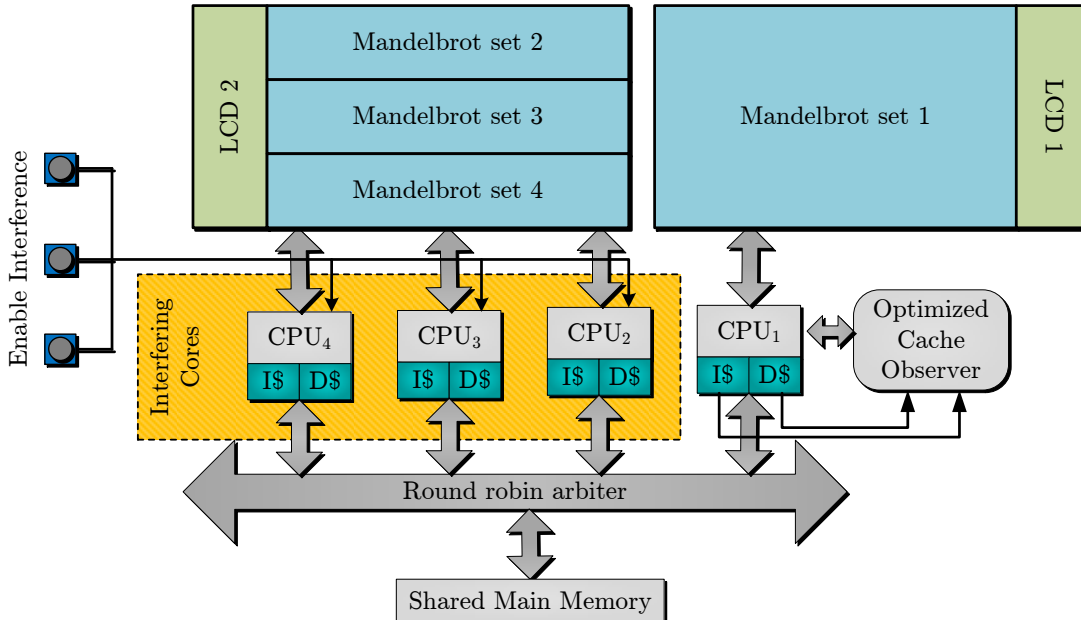 LCD 2
Mandelbrot set 2
Mandelbrot set 3
Mandelbrot set 4
Mandelbrot set 1
LCD 1
Enable Interference
Interfering
Cores
CPU₄
I$ D$
CPU₃
I$ D$
CPU₂
I$ D$
CPU₁
I$ D$
Optimized
Cache
Observer
Round robin arbiter
Shared Main Memory